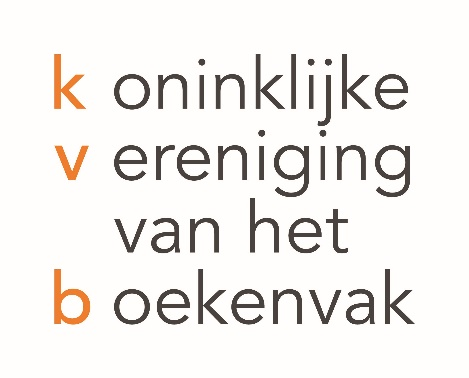 koninklijke
vereniging
van het
boekenvak